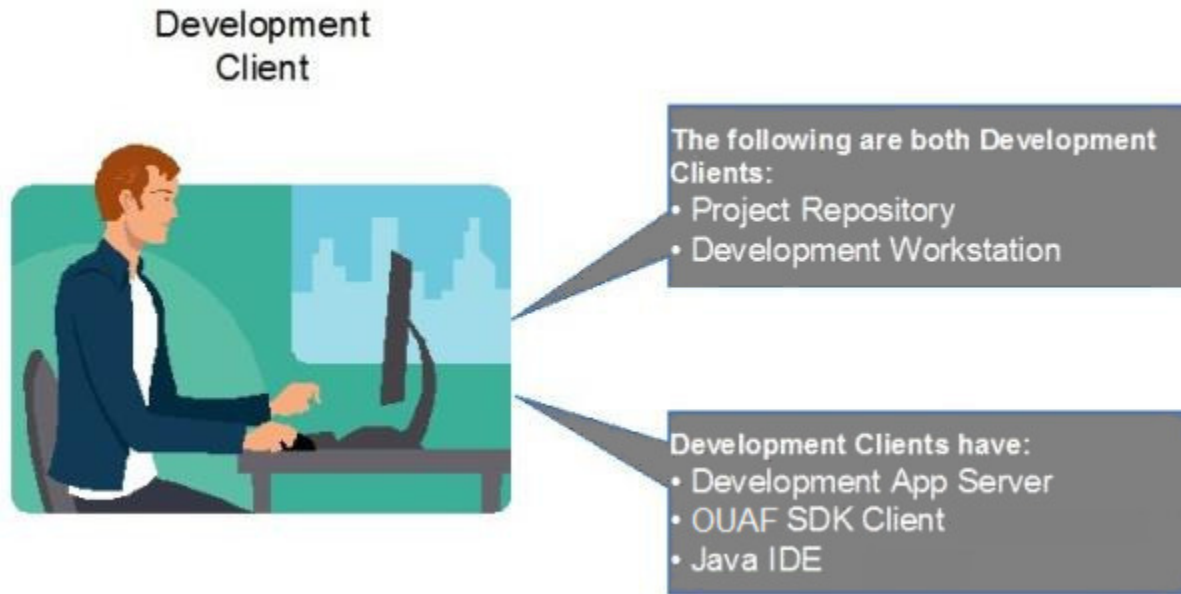 Development
Client
The following are both Development
Clients:
• Project Repository
• Development Workstation
Development Clients have:
• Development App Server
• OUAF SDK Client
• Java IDE